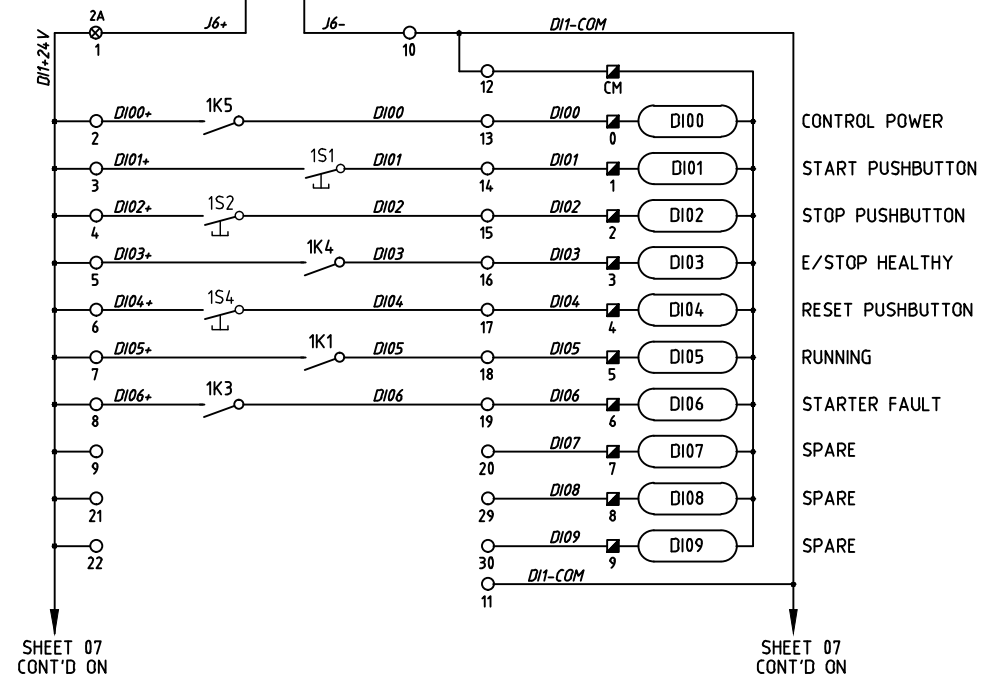 2A J6+ J6- DI1-COM
1 10
DI1+24V
12 CM
DI00+ 1K5 DI00 DI00 DI00 CONTROL POWER
2 13 0
DI01+ 1S1 DI01 DI01 DI01 START PUSHBUTTON
3 14 1
DI02+ 1S2 DI02 DI02 DI02 STOP PUSHBUTTON
4 15 2
DI03+ 1K4 DI03 DI03 DI03 E/STOP HEALTHY
5 16 3
DI04+ 1S4 DI04 DI04 DI04 RESET PUSHBUTTON
6 17 4
DI05+ 1K1 DI05 DI05 DI05 RUNNING
7 18 5
DI06+ 1K3 DI06 DI06 DI06 STARTER FAULT
8 19 6
DI07 DI07 SPARE
9 20 7
DI08 DI08 SPARE
21 29 8
DI09 DI09 SPARE
22 30 9
DI1-COM
11
SHEET 07 SHEET 07
CONT'D ON CONT'D ON